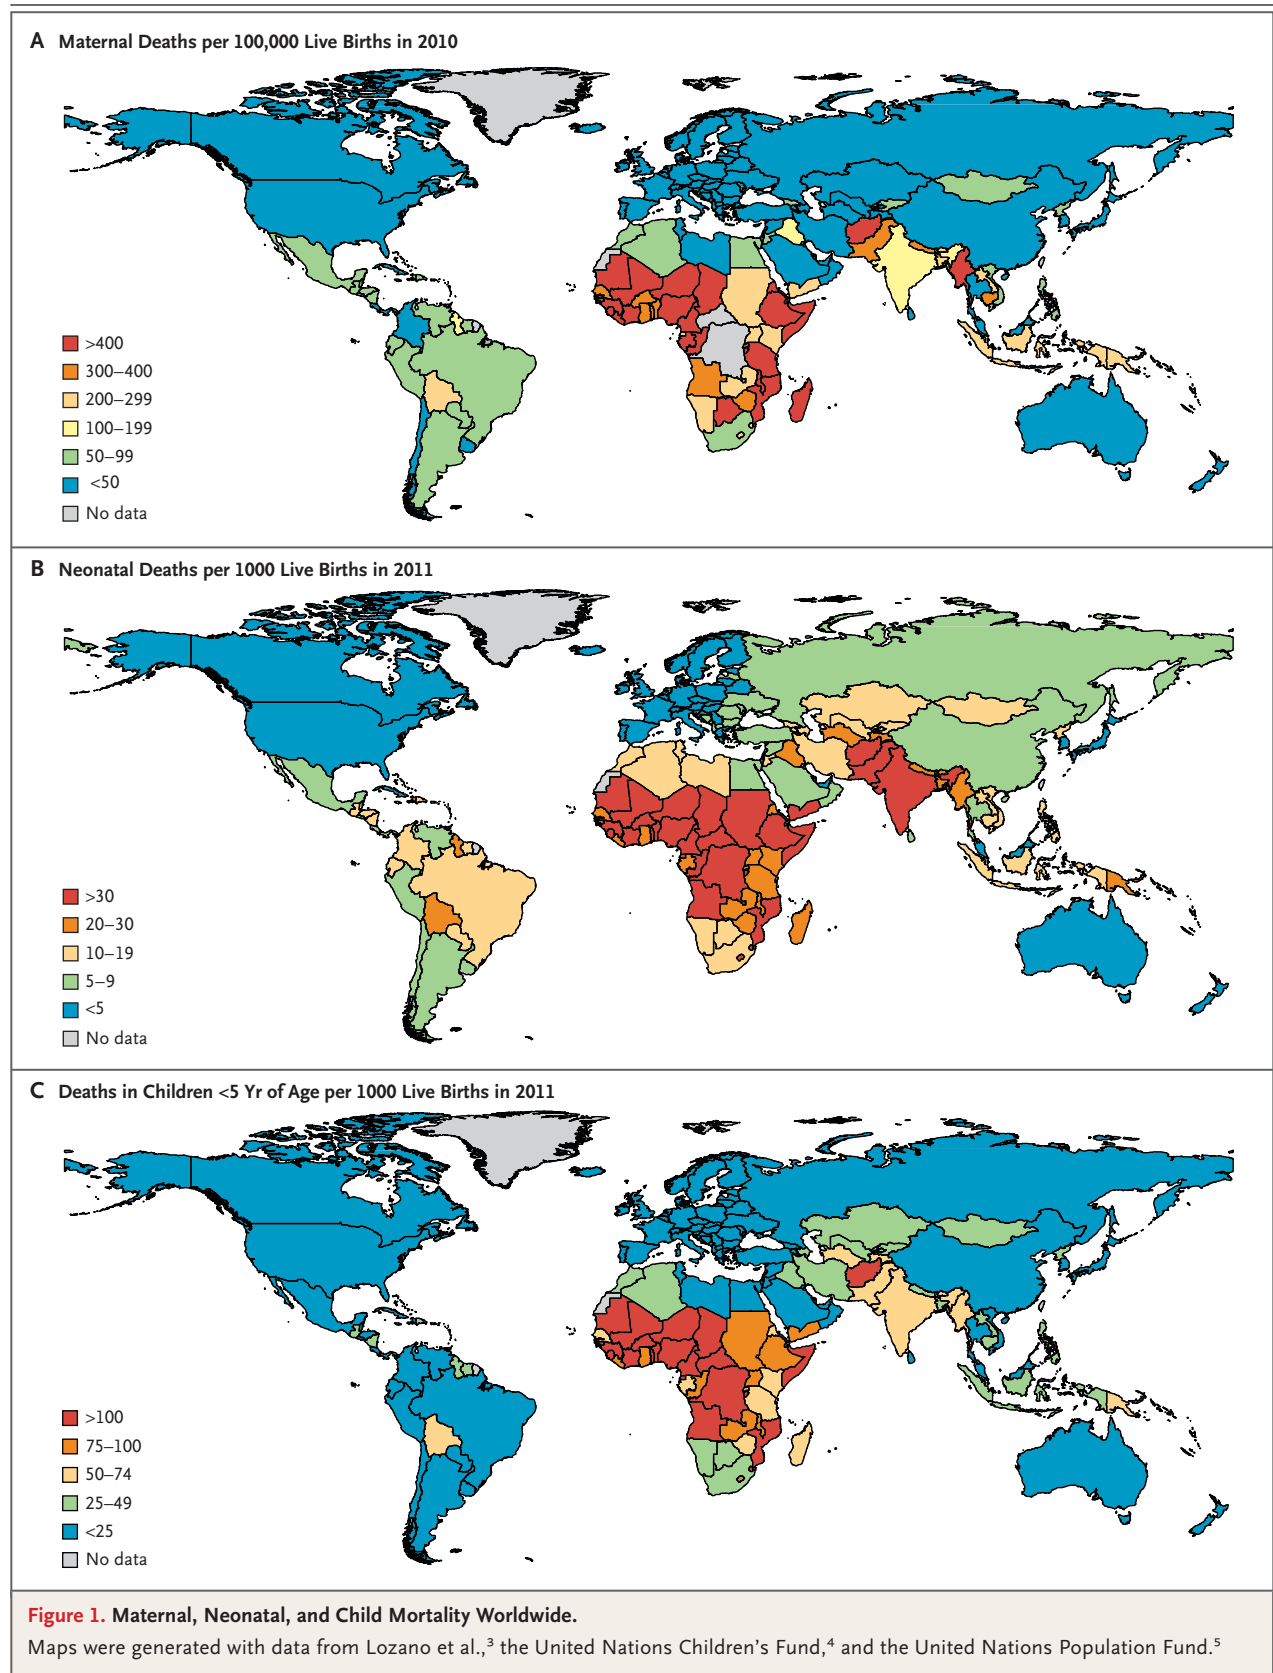 A Maternal Deaths per 100,000 Live Births in 2010
>400
300–400
200–299
100–199
50–99
<50
No data
B Neonatal Deaths per 1000 Live Births in 2011
>30
20–30
10–19
5–9
<5
No data
C Deaths in Children <5 Yr of Age per 1000 Live Births in 2011
>100
75–100
50–74
25–49
<25
No data
Figure 1. Maternal, Neonatal, and Child Mortality Worldwide.
Maps were generated with data from Lozano et al.,³ the United Nations Children’s Fund,⁴ and the United Nations Population Fund.⁵